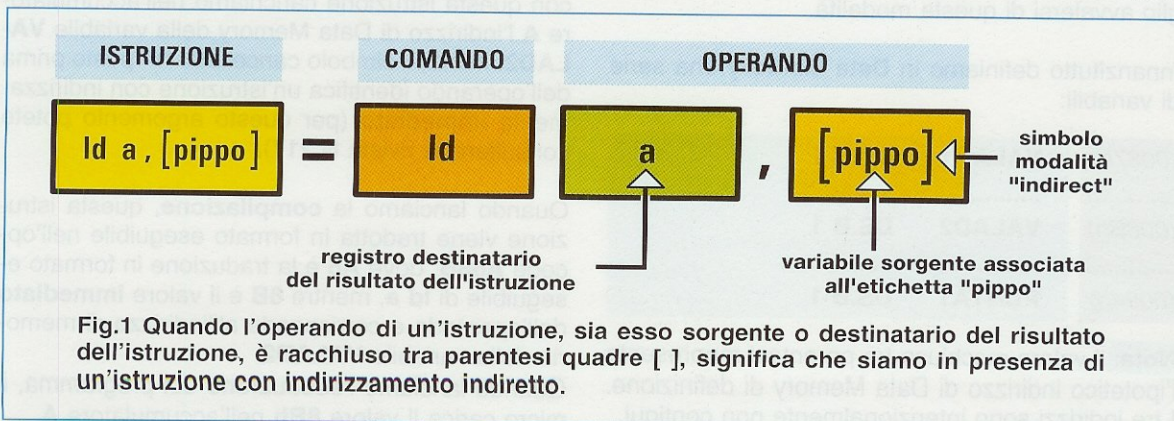 ISTRUZIONE COMANDO OPERANDO
ld a , [pippo] = ld a , [pippo]
simbolo
modalità
"indirect"
registro destinatario
del risultato dell'istruzione
variabile sorgente associata
all'etichetta "pippo"
Fig.1 Quando l'operando di un'istruzione, sia esso sorgente o destinatario del risultato
dell'istruzione, è racchiuso tra parentesi quadre [ ], significa che siamo in presenza di
un'istruzione con indirizzamento indiretto.